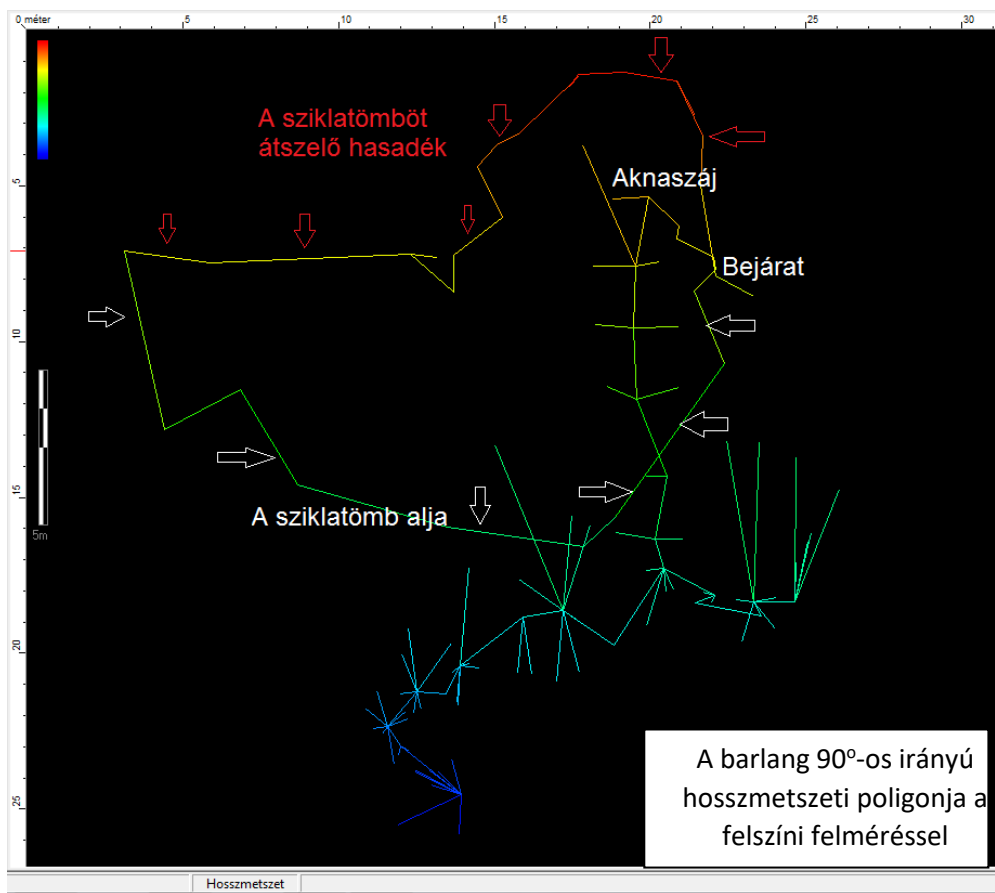 0 méter 5 10 15 20 25 30
A sziklatömböt
átszelő hasadék
Aknaszáj
5
Bejárat
10
15
A sziklatömb alja
5m
20
25
A barlang 90º-os irányú
hosszmetszeti poligonja a
felszíni felméréssel
Hosszmetszet